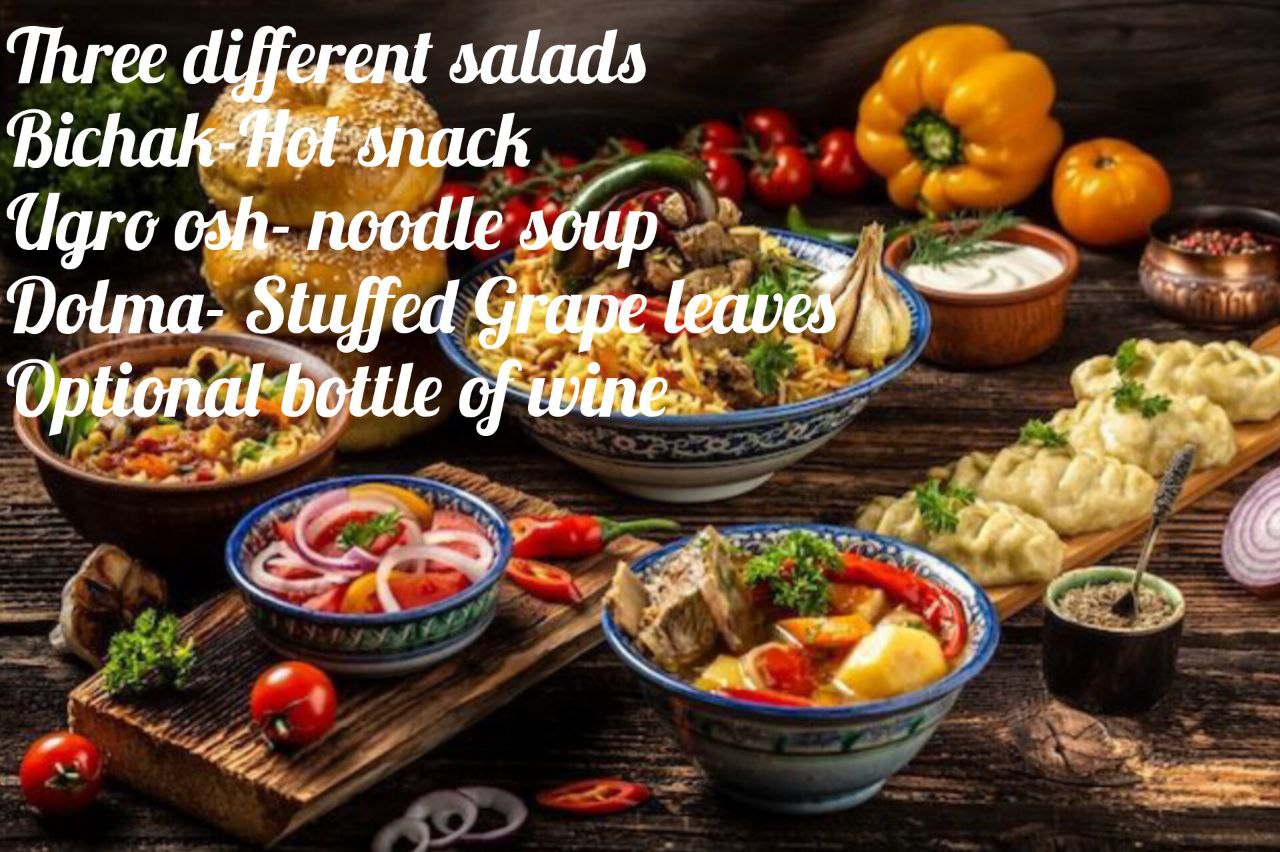 Three different salads
Bichak-Hot snack
Ugro osh- noodle soup
Dolma- Stuffed Grape leaves
Optional bottle of wine